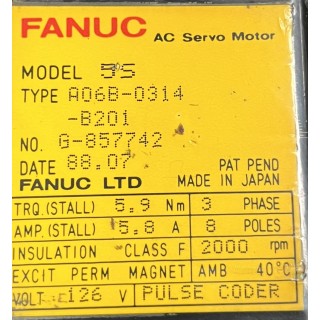 FANUC AC Servo Motor
MODEL 5S
TYPE A06B-0314
-B201
NO. G-857742
DATE 88.07 PAT PEND
FANUC LTD MADE IN JAPAN
TRQ.(STALL) 5.9 Nm 3 PHASE
AMP.(STALL) 5.8 A 8 POLES
INSULATION CLASS F 2000 rpm
EXCIT PERM MAGNET AMB 40°C
VOLT 126 V PULSE CODER